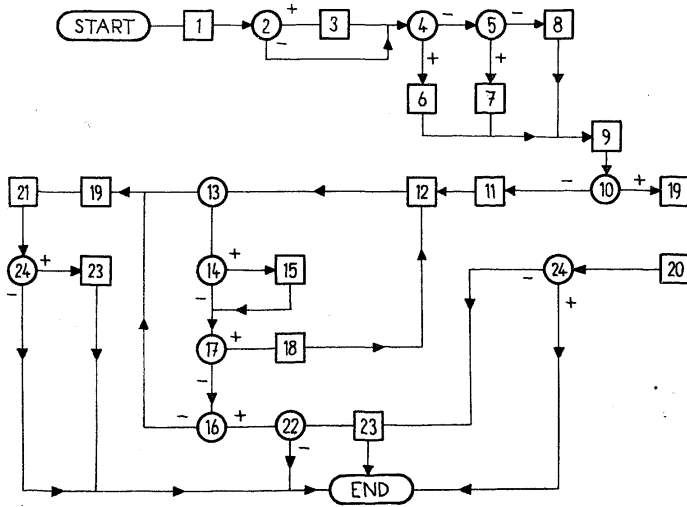 START 1 2 + 3 4 - 5 - 8
- + +
6 7
9
21 19 13 12 11 - 10 + 19
24 + 23 14 + 15 24 20
- - - +
17 + 18
-
- 16 + 22 23
-
END